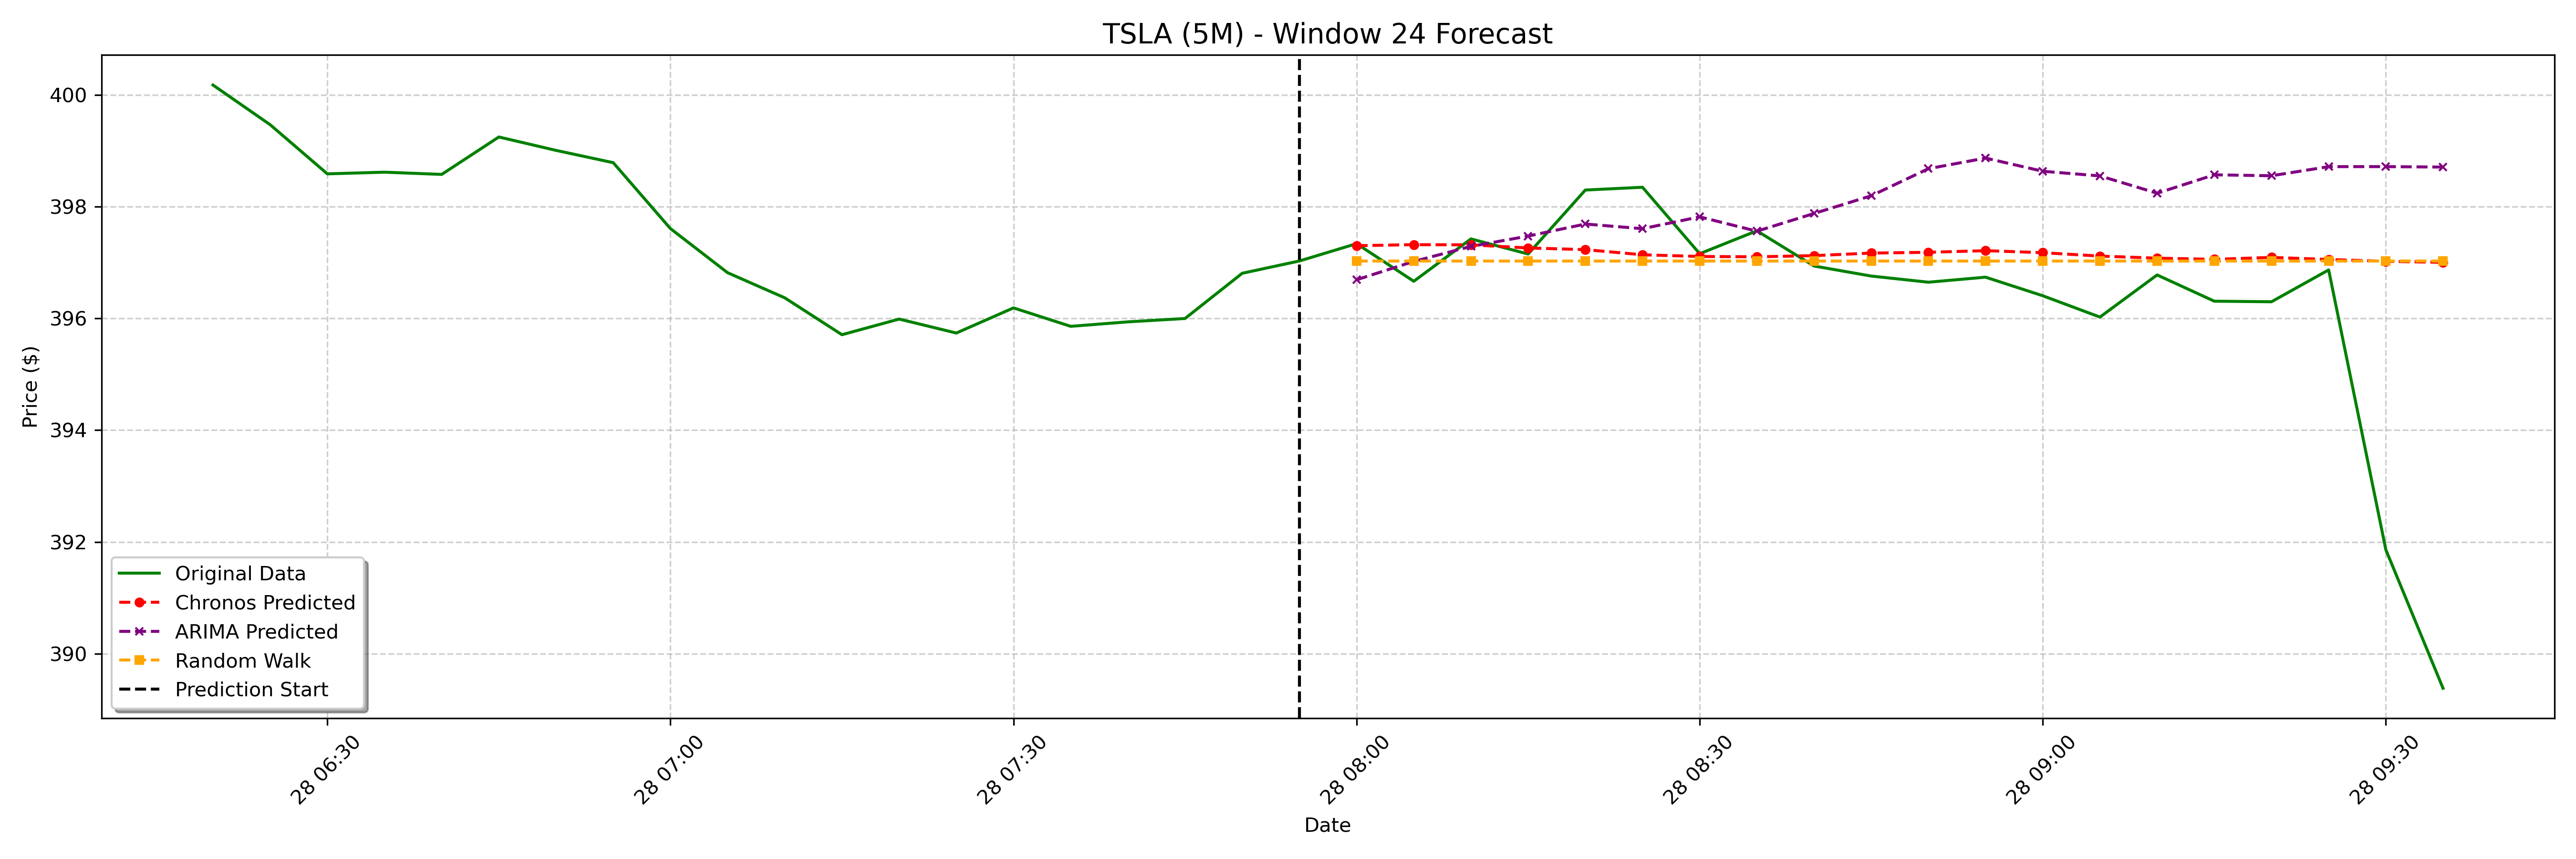 TSLA (5M) - Window 24 Forecast
Price ($)
400
398
396
394
392
390
Original Data
Chronos Predicted
ARIMA Predicted
Random Walk
Prediction Start
28 06:30
28 07:00
28 07:30
28 08:00
28 08:30
28 09:00
28 09:30
Date